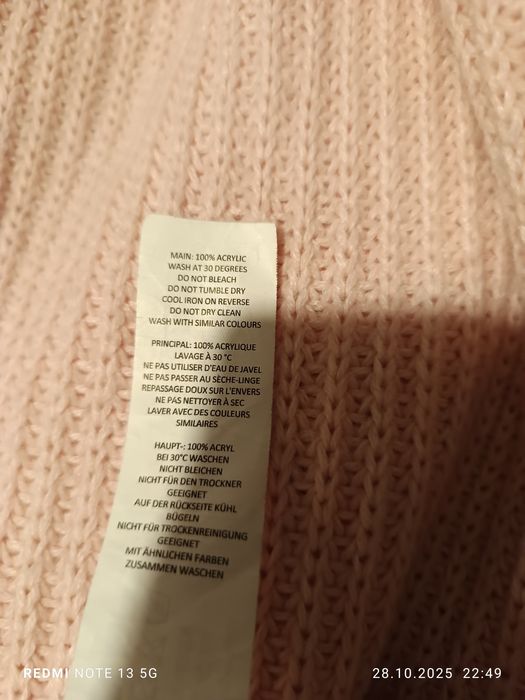 MAIN: 100% ACRYLIC
WASH AT 30 DEGREES
DO NOT BLEACH
DO NOT TUMBLE DRY
COOL IRON ON REVERSE
DO NOT DRY CLEAN
WASH WITH SIMILAR COLOURS
PRINCIPAL: 100% ACRYLIQUE
LAVAGE À 30 °C
NE PAS UTILISER D'EAU DE JAVEL
NE PAS PASSER AU SÈCHE-LINGE
REPASSAGE DOUX SUR L'ENVERS
NE PAS NETTOYER À SEC
LAVER AVEC DES COULEURS
SIMILAIRES
HAUPT-: 100% ACRYL
BEI 30°C WASCHEN
NICHT BLEICHEN
NICHT FÜR DEN TROCKNER
GEEIGNET
AUF DER RÜCKSEITE KÜHL
BÜGELN
NICHT FÜR TROCKENREINIGUNG
GEEIGNET
MIT ÄHNLICHEN FARBEN
ZUSAMMEN WASCHEN
REDMI NOTE 13 5G
28.10.2025 22:49